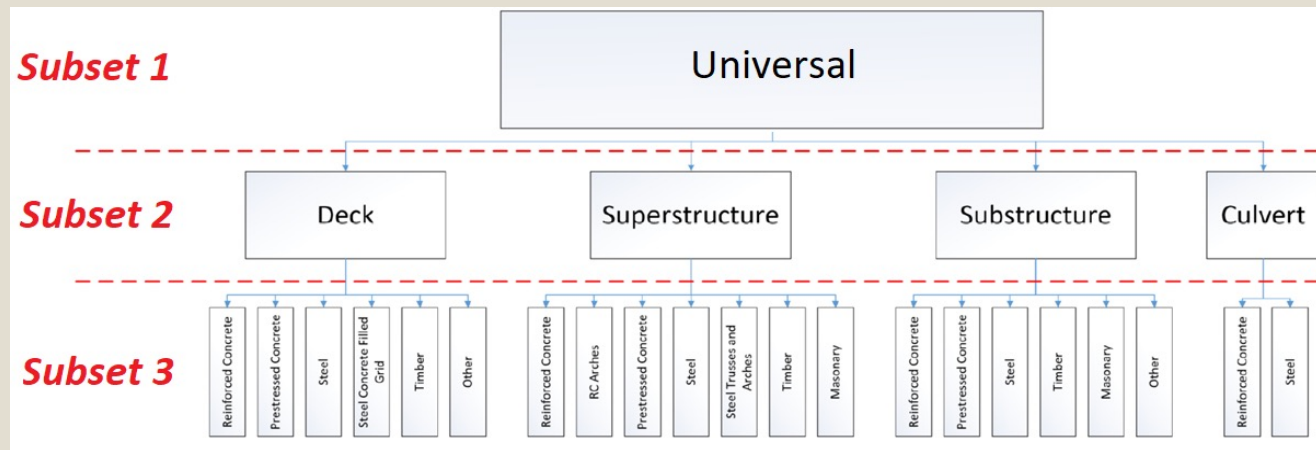 Subset 1
Universal
Subset 2
Deck
Superstructure
Substructure
Culvert
Subset 3
Reinforced Concrete
Prestressed Concrete
Steel
Steel Concrete Filled
Grid
Timber
Other
Reinforced Concrete
RC Arches
Prestressed Concrete
Steel
Steel Trusses and
Arches
Timber
Masonary
Reinforced Concrete
Prestressed Concrete
Steel
Timber
Masonary
Other
Reinforced Concrete
Steel